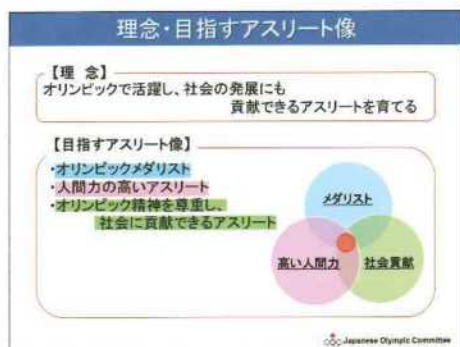 理念・目指すアスリート像
【理 念】
オリンピックで活躍し、社会の発展にも
貢献できるアスリートを育てる
【目指すアスリート像】
・オリンピックメダリスト
・人間力の高いアスリート
・オリンピック精神を尊重し、
社会に貢献できるアスリート
メダリスト
高い人間力
社会貢献
Japanese Olympic Committee